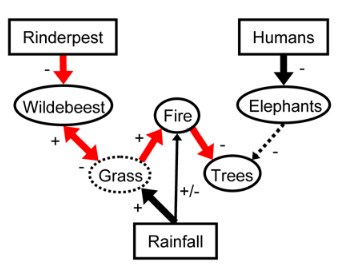 Rinderpest
Humans
-
-
Wildebeest
Fire
Elephants
+
+
-
-
-
Grass
Trees
+
+/-
Rainfall